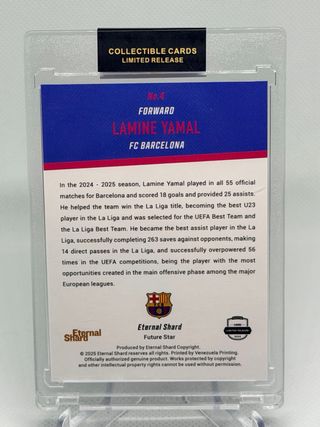 COLLECTIBLE CARDS
LIMITED RELEASE
No.4
FORWARD
LAMINE YAMAL
FC BARCELONA
In the 2024 - 2025 season, Lamine Yamal played in all 55 official
matches for Barcelona and scored 18 goals and provided 25 assists.
He helped the team win the La Liga title, becoming the best U23
player in the La Liga and was selected for the UEFA Best Team and
the La Liga Best Team. He became the best assist player in the La
Liga, successfully completing 263 saves against opponents, making
14 direct passes in the La Liga, and successfully overpowered 56
times in the UEFA competitions, being the player with the most
opportunities created in the main offensive phase among the major
European leagues.
Eternal Shard
Future Star
Eternal
Shard
Produced by Eternal Shard Copyright.
© 2025 Eternal Shard reserves all rights. Printed by Venezuela Printing.
Officially authorized genuine product. Works protected by copyright
and other intellectual property rights cannot be used without permission.